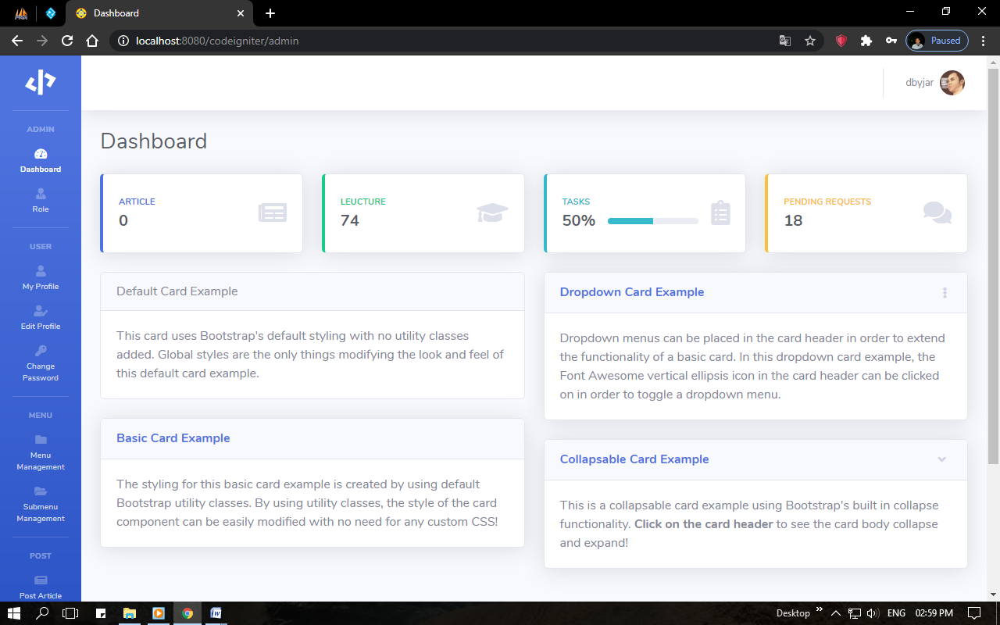 Dashboard
localhost:8080/codeigniter/admin
Paused
dbyjar
ADMIN
Dashboard
Role
USER
My Profile
Edit Profile
Change
Password
MENU
Menu
Management
Submenu
Management
POST
Post Article
Dashboard
ARTICLE
0
LEUCTURE
74
TASKS
50%
PENDING REQUESTS
18
Default Card Example
This card uses Bootstrap's default styling with no utility classes
added. Global styles are the only things modifying the look and feel of
this default card example.
Basic Card Example
The styling for this basic card example is created by using default
Bootstrap utility classes. By using utility classes, the style of the card
component can be easily modified with no need for any custom CSS!
Dropdown Card Example
Dropdown menus can be placed in the card header in order to extend
the functionality of a basic card. In this dropdown card example, the
Font Awesome vertical ellipsis icon in the card header can be clicked
on in order to toggle a dropdown menu.
Collapsable Card Example
This is a collapsable card example using Bootstrap's built in collapse
functionality. Click on the card header to see the card body collapse
and expand!
Desktop
ENG
02:59 PM